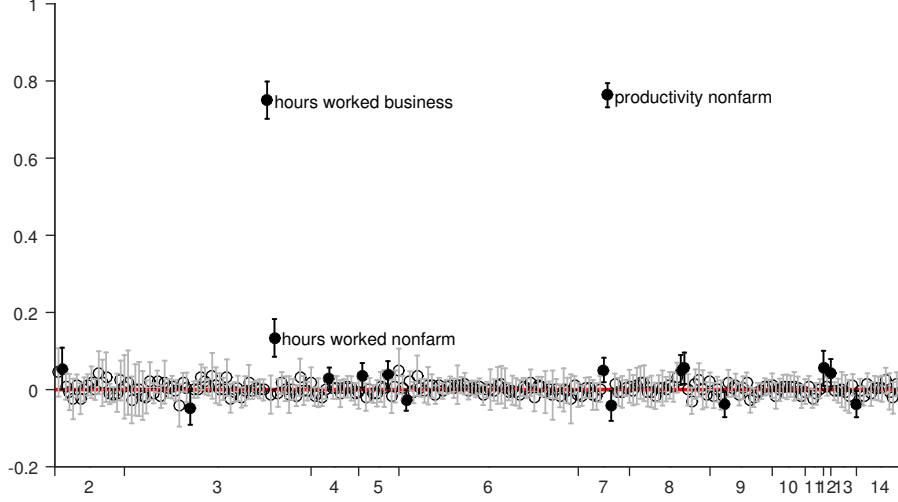 1
0.8
hours worked business
productivity nonfarm
0.6
0.4
0.2
hours worked nonfarm
0
-0.2
2 3 4 5 6 7 8 9 10 11 12 13 14